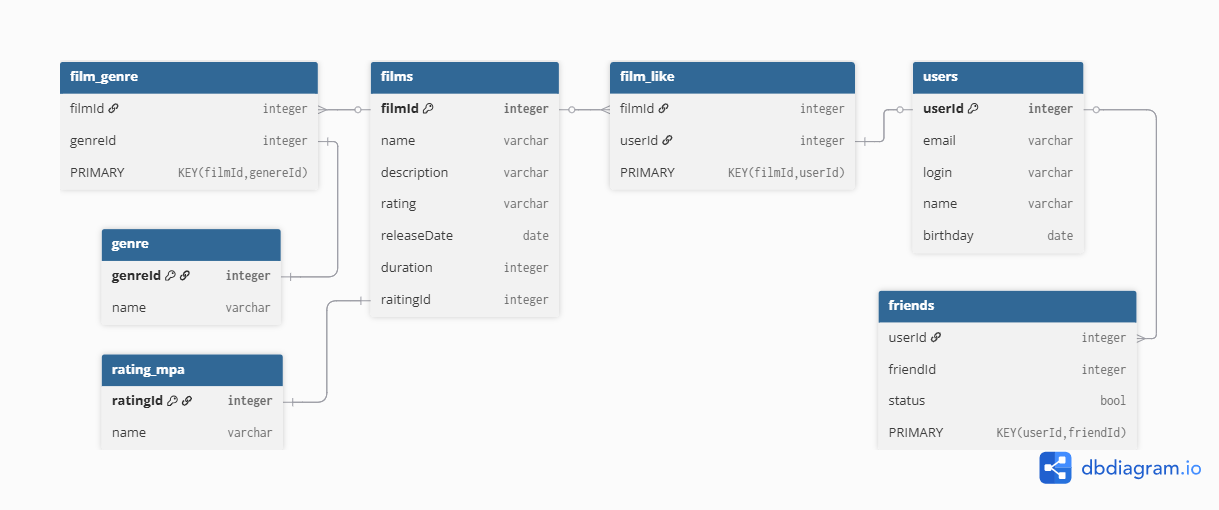 film_genre
filmId integer
genreId integer
PRIMARY KEY(filmId,genereId)
films
filmId integer
name varchar
description varchar
rating varchar
releaseDate date
duration integer
raitingId integer
film_like
filmId integer
userId integer
PRIMARY KEY(filmId,userId)
users
userId integer
email varchar
login varchar
name varchar
birthday date
genre
genreId integer
name varchar
rating_mpa
ratingId integer
name varchar
friends
userId integer
friendId integer
status bool
PRIMARY KEY(userId,friendId)
dbdiagram.io